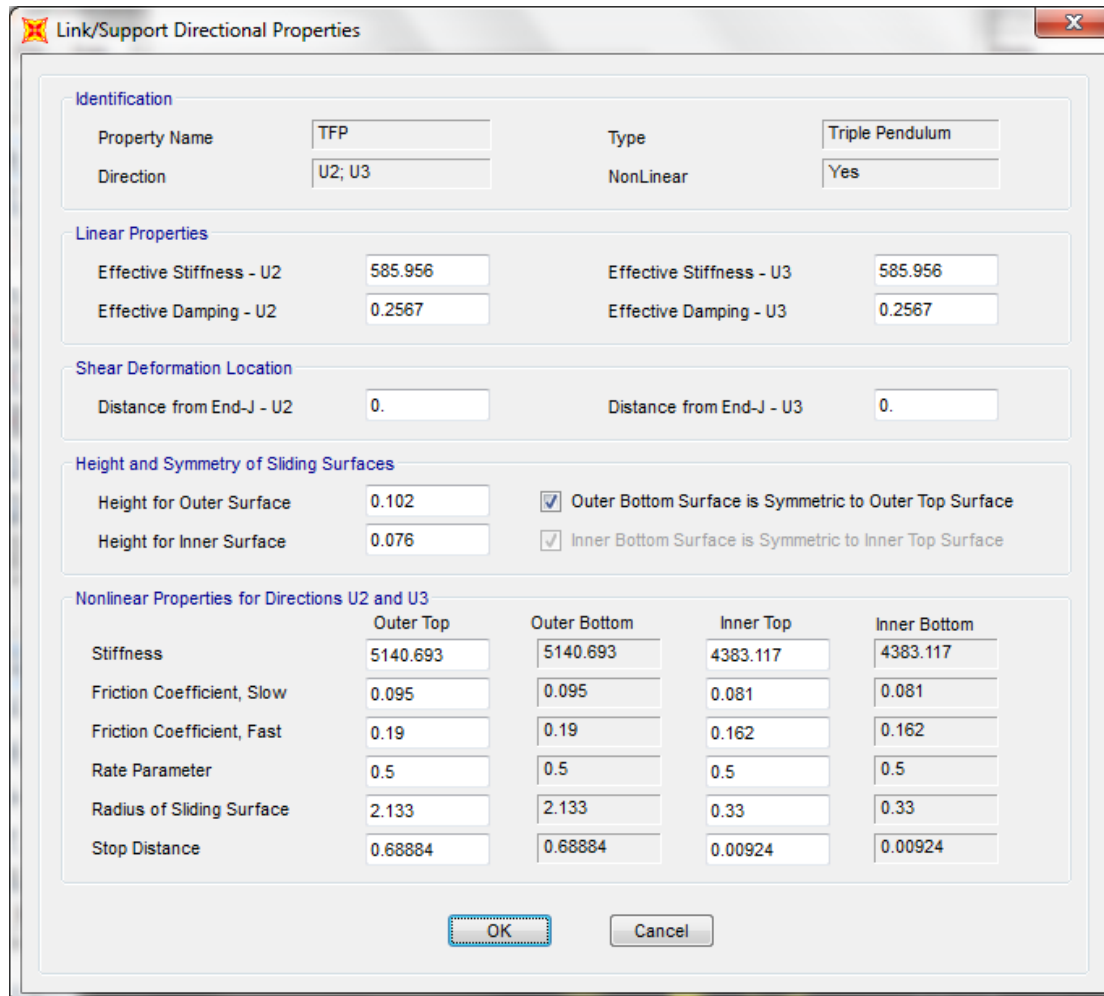 Link/Support Directional Properties
X
Identification
Property Name TFP Type Triple Pendulum
Direction U2; U3 NonLinear Yes
Linear Properties
Effective Stiffness - U2 585.956 Effective Stiffness - U3 585.956
Effective Damping - U2 0.2567 Effective Damping - U3 0.2567
Shear Deformation Location
Distance from End-J - U2 0. Distance from End-J - U3 0.
Height and Symmetry of Sliding Surfaces
Height for Outer Surface 0.102 Outer Bottom Surface is Symmetric to Outer Top Surface
Height for Inner Surface 0.076 Inner Bottom Surface is Symmetric to Inner Top Surface
Nonlinear Properties for Directions U2 and U3
Outer Top Outer Bottom Inner Top Inner Bottom
Stiffness 5140.693 5140.693 4383.117 4383.117
Friction Coefficient, Slow 0.095 0.095 0.081 0.081
Friction Coefficient, Fast 0.19 0.19 0.162 0.162
Rate Parameter 0.5 0.5 0.5 0.5
Radius of Sliding Surface 2.133 2.133 0.33 0.33
Stop Distance 0.68884 0.68884 0.00924 0.00924
OK Cancel